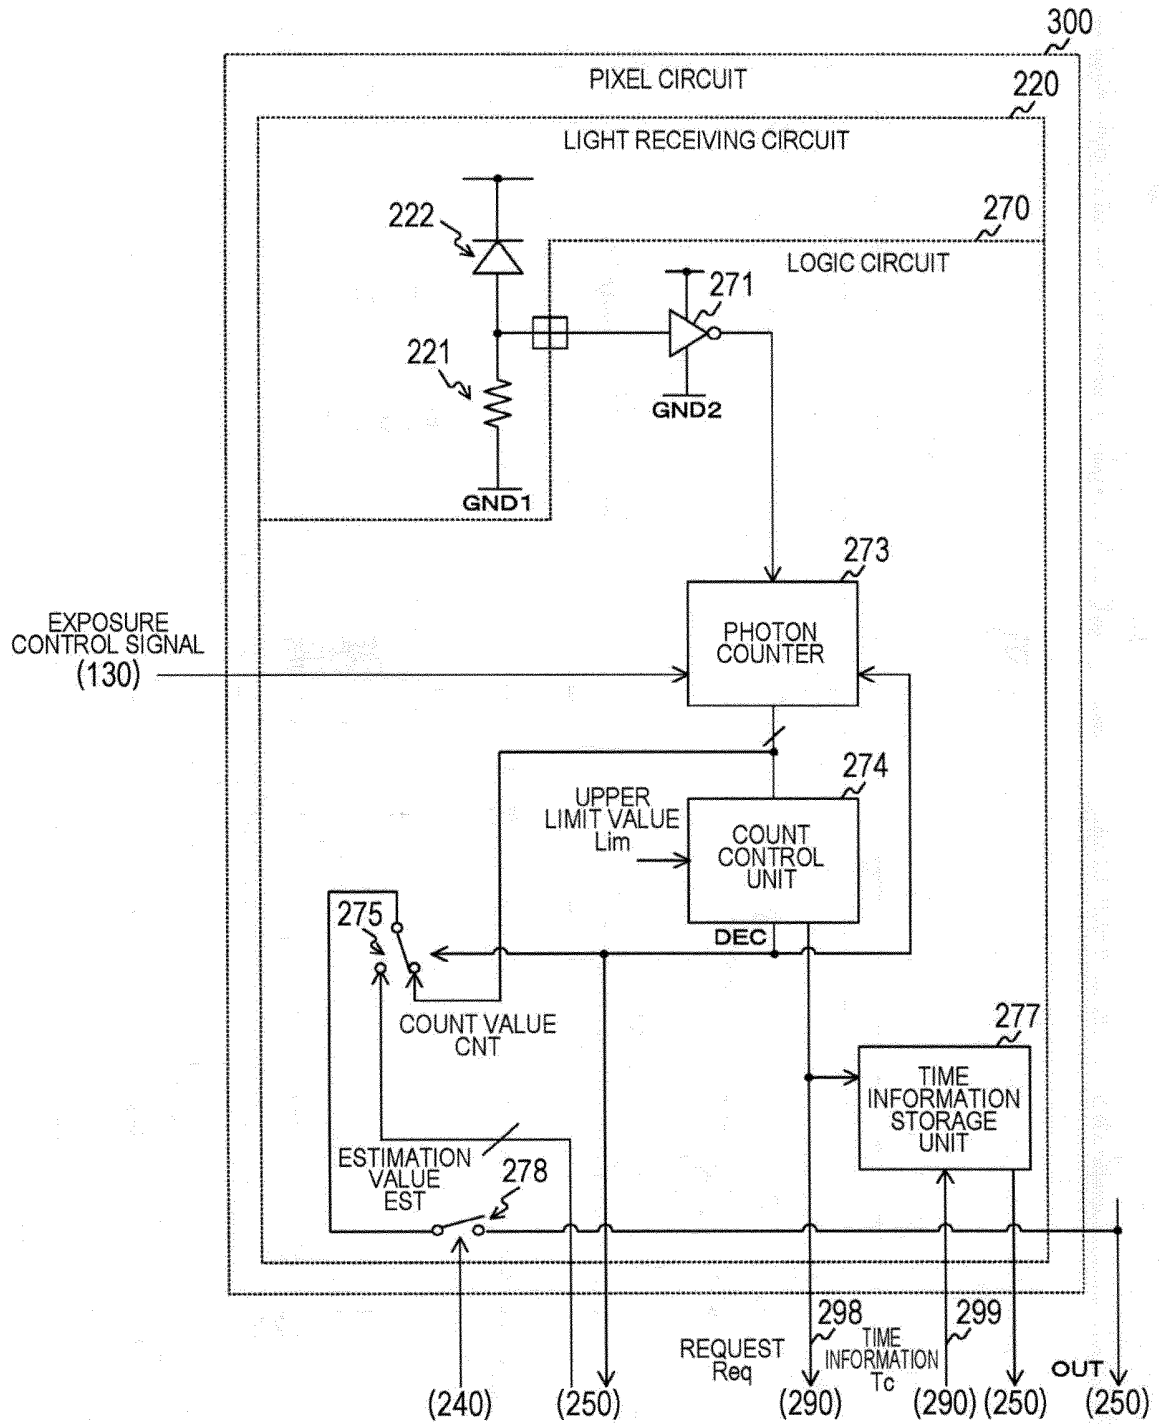 300
PIXEL CIRCUIT
220
LIGHT RECEIVING CIRCUIT
222
270
LOGIC CIRCUIT
271
221
GND2
GND1
273
EXPOSURE
CONTROL SIGNAL
(130)
PHOTON
COUNTER
274
UPPER
LIMIT VALUE
Lim
COUNT
CONTROL
UNIT
275
DEC
COUNT VALUE
CNT
277
TIME
INFORMATION
STORAGE
UNIT
ESTIMATION
VALUE
EST
278
298
299
REQUEST
Req
TIME
INFORMATION
Tc
OUT
(240)
(250)
(290)
(290)
(250)
(250)